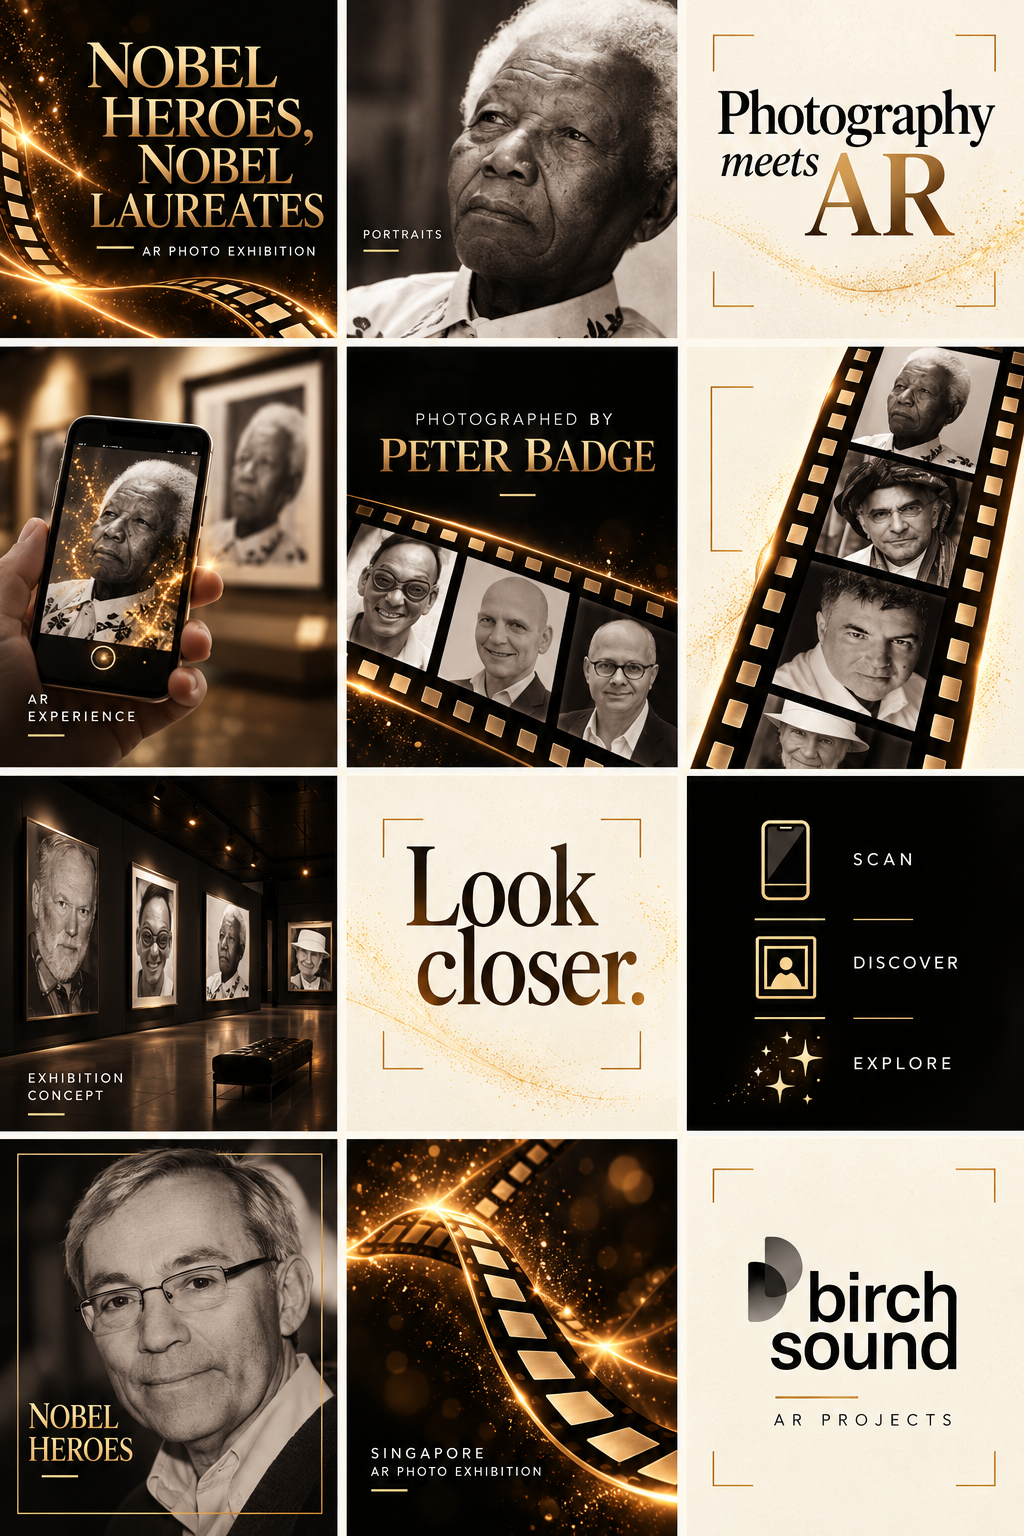 NOBEL
HEROES,
NOBEL
LAUREATES
AR PHOTO EXHIBITION
PORTRAITS
Photography
meets AR
AR
EXPERIENCE
PHOTOGRAPHED BY
PETER BADGE
EXHIBITION
CONCEPT
Look
closer.
SCAN
DISCOVER
EXPLORE
NOBEL
HEROES
SINGAPORE
AR PHOTO EXHIBITION
birch
sound
AR PROJECTS